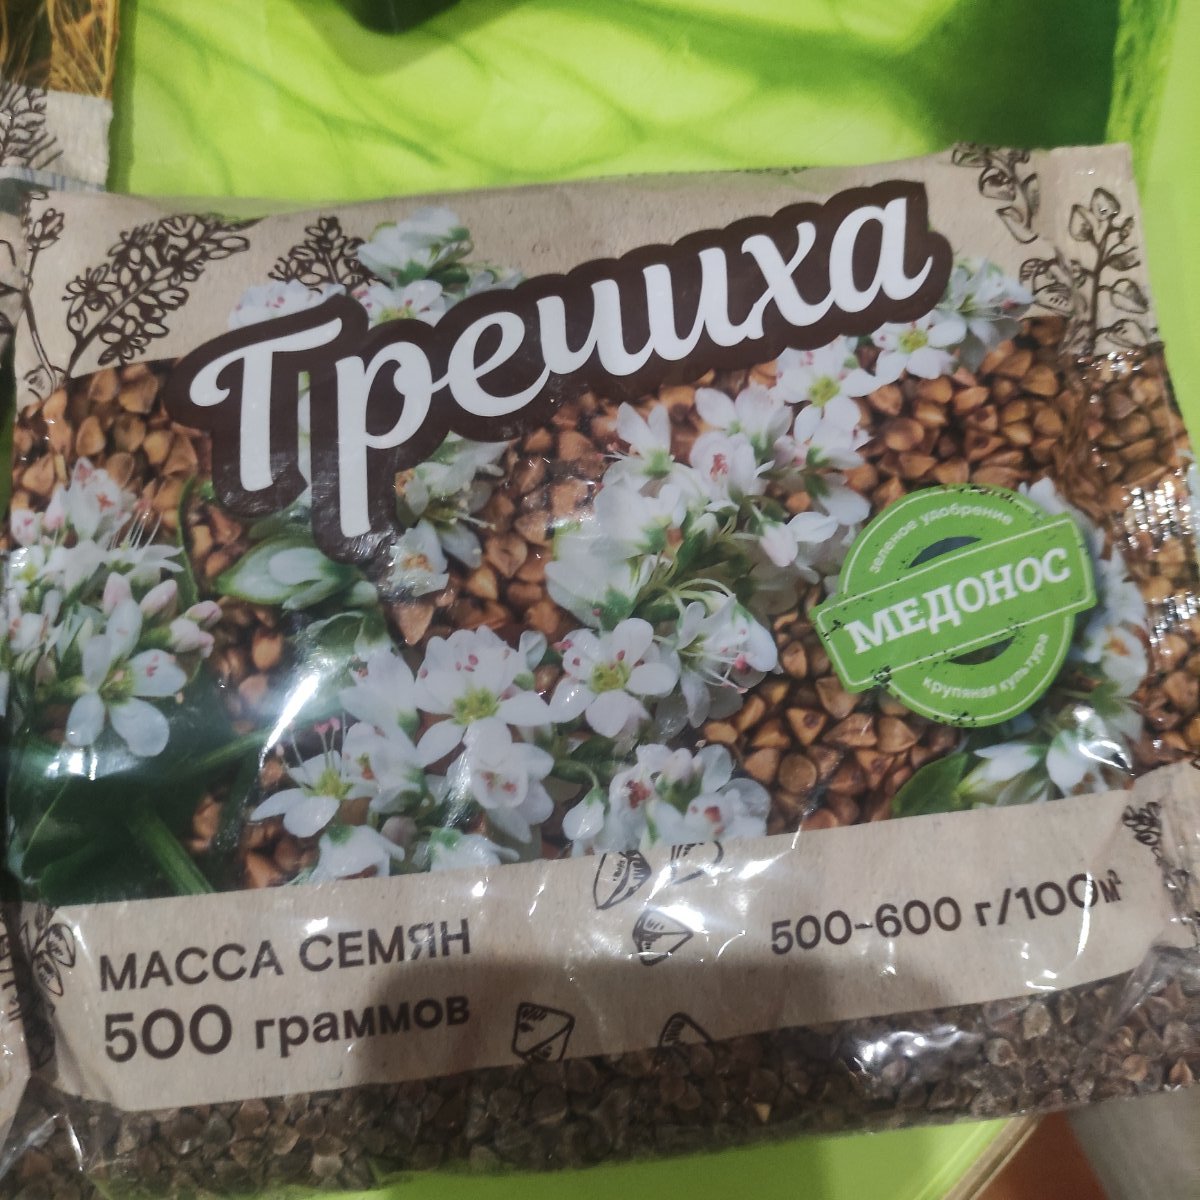 Гречиха
зеленое удобрение
МЕДОНОС
крупяная культура
МАССА СЕМЯН
500 граммов
500-600 г/100м²